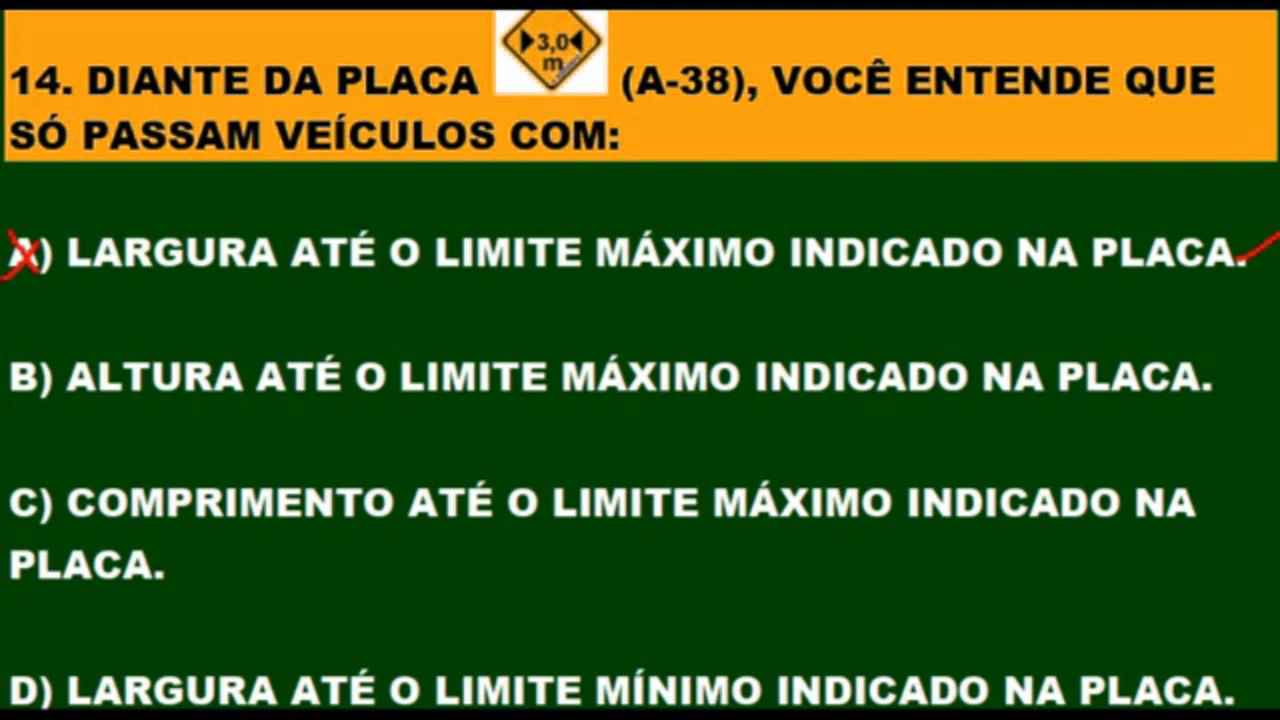 14. DIANTE DA PLACA 3,0 m (A-38), VOCÊ ENTENDE QUE
SÓ PASSAM VEÍCULOS COM:
A) LARGURA ATÉ O LIMITE MÁXIMO INDICADO NA PLACA.
B) ALTURA ATÉ O LIMITE MÁXIMO INDICADO NA PLACA.
C) COMPRIMENTO ATÉ O LIMITE MÁXIMO INDICADO NA
PLACA.
D) LARGURA ATÉ O LIMITE MÍNIMO INDICADO NA PLACA.